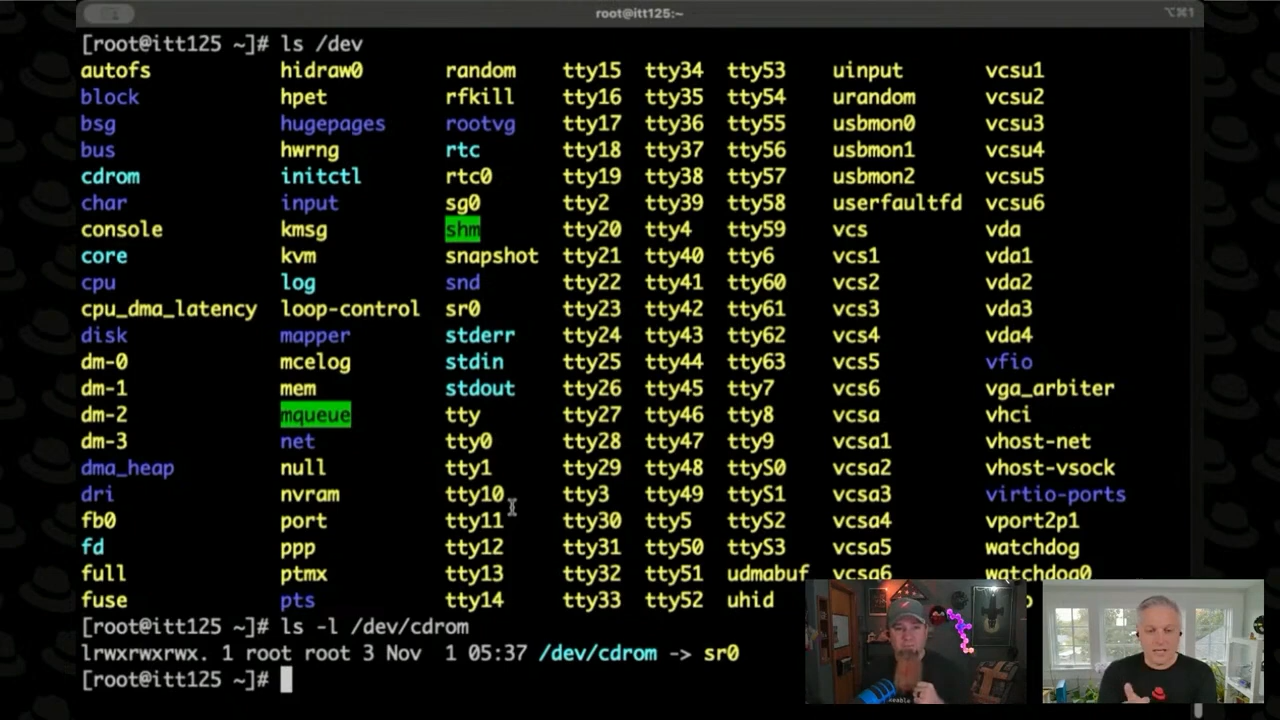 root@itt125:~
⌥⌘1
[root@itt125 ~]# ls /dev
autofs hidraw0 random tty15 tty34 tty53 uinput vcsu1
block hpet rfkill tty16 tty35 tty54 urandom vcsu2
bsg hugepages rootvg tty17 tty36 tty55 usbmon0 vcsu3
bus hwrng rtc tty18 tty37 tty56 usbmon1 vcsu4
cdrom initctl rtc0 tty19 tty38 tty57 usbmon2 vcsu5
char input sg0 tty2 tty39 tty58 userfaultfd vcsu6
console kmsg shm tty20 tty4 tty59 vcs vda
core kvm snapshot tty21 tty40 tty6 vcs1 vda1
cpu log snd tty22 tty41 tty60 vcs2 vda2
cpu_dma_latency loop-control sr0 tty23 tty42 tty61 vcs3 vda3
disk mapper stderr tty24 tty43 tty62 vcs4 vda4
dm-0 mcelog stdin tty25 tty44 tty63 vcs5 vfio
dm-1 mem stdout tty26 tty45 tty7 vcs6 vga_arbiter
dm-2 mqueue tty tty27 tty46 tty8 vcsa vhci
dm-3 net tty0 tty28 tty47 tty9 vcsa1 vhost-net
dma_heap null tty1 tty29 tty48 ttyS0 vcsa2 vhost-vsock
dri nvram tty10 tty3 tty49 ttyS1 vcsa3 virtio-ports
fb0 port tty11 tty30 tty5 ttyS2 vcsa4 vport2p1
fd ppp tty12 tty31 tty50 ttyS3 vcsa5 watchdog
full ptmx tty13 tty32 tty51 udmabuf vcsa6 watchdog0
fuse pts tty14 tty33 tty52 uhid
[root@itt125 ~]# ls -l /dev/cdrom
lrwxrwxrwx. 1 root root 3 Nov  1 05:37 /dev/cdrom -> sr0
[root@itt125 ~]#